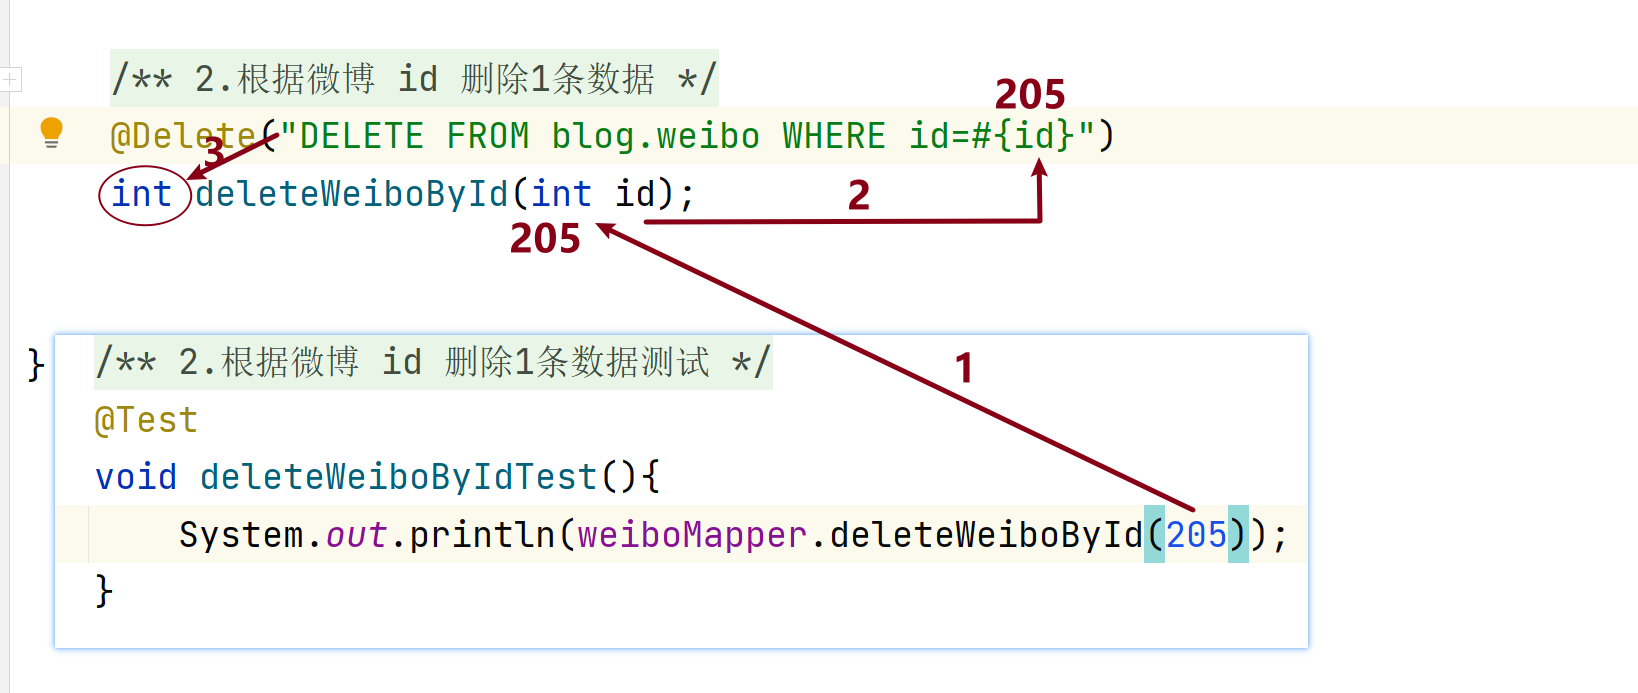 /** 2.根据微博 id 删除1条数据 */
205
@Delete("DELETE FROM blog.weibo WHERE id=#{id}")
3
int deleteWeiboById(int id);
2
205
1
}
/** 2.根据微博 id 删除1条数据测试 */
@Test
void deleteWeiboByIdTest(){
System.out.println(weiboMapper.deleteWeiboById(205));
}